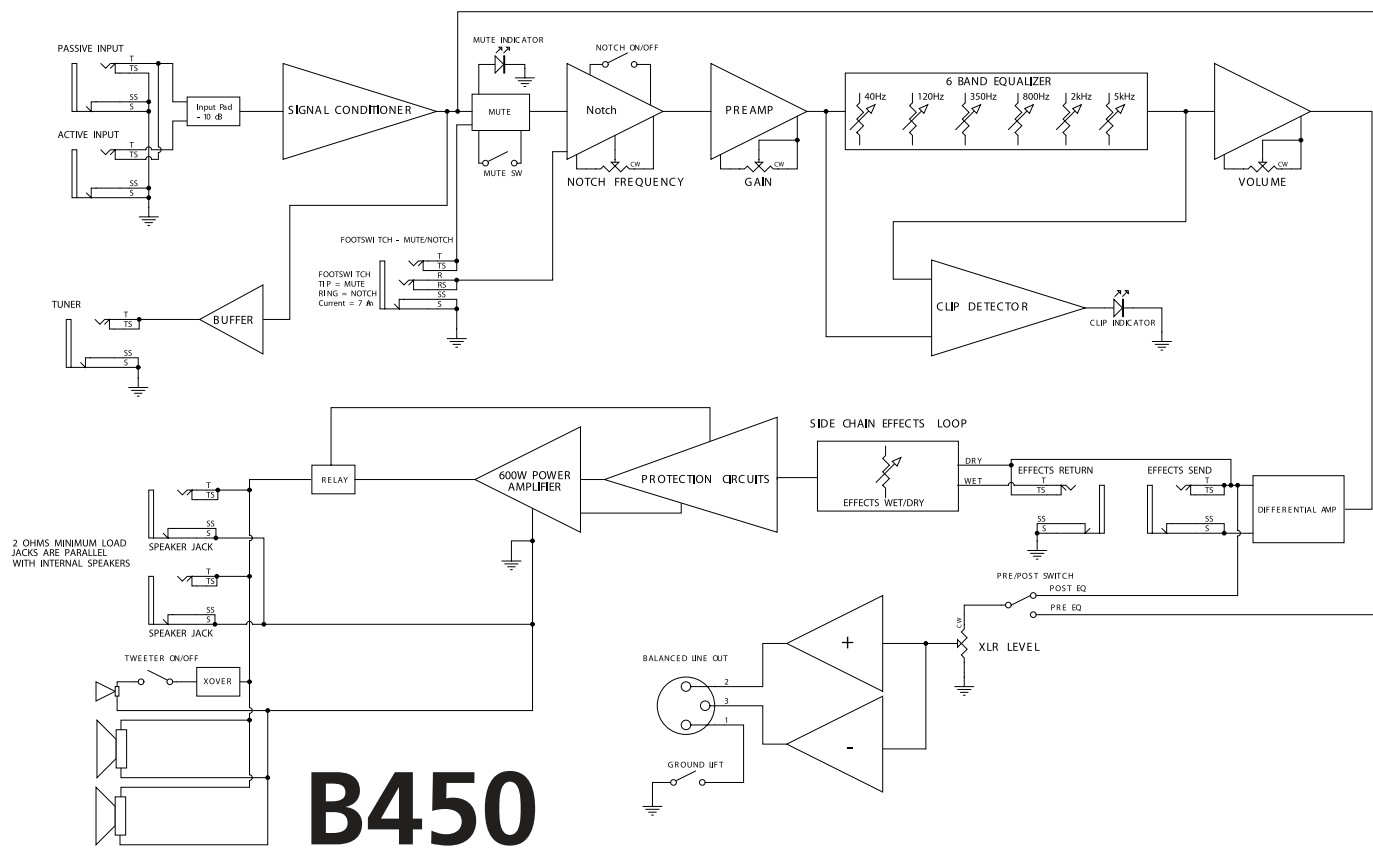 PASSIVE INPUT
T
TS
SS
S
ACTIVE INPUT
T
TS
SS
S
Input Pad
- 10 dB
SIGNAL CONDITIONER
MUTE INDICATOR
MUTE
MUTE SW
NOTCH ON/OFF
Notch
CW
NOTCH FREQUENCY
PREAMP
CW
GAIN
6 BAND EQUALIZER
40Hz
120Hz
350Hz
800Hz
2kHz
5kHz
CW
VOLUME
FOOTSWITCH - MUTE/NOTCH
T
TS
R
RS
SS
S
FOOTSWITCH
TIP = MUTE
RING = NOTCH
Current = 7
TUNER
T
TS
SS
S
BUFFER
CLIP DETECTOR
CLIP INDICATOR
SIDE CHAIN EFFECTS LOOP
RELAY
600W POWER
AMPLIFIER
PROTECTION CIRCUITS
EFFECTS WET/DRY
DRY
WET
EFFECTS RETURN
T
TS
SS
S
EFFECTS SEND
T
TS
SS
S
DIFFERENTIAL AMP
T
TS
SS
S
SPEAKER JACK
2 OHMS MINIMUM LOAD
JACKS ARE PARALLEL
WITH INTERNAL SPEAKERS
T
TS
SS
S
SPEAKER JACK
PRE/POST SWITCH
POST EQ
PRE EQ
CW
XLR LEVEL
+
-
BALANCED LINE OUT
2
3
1
GROUND LIFT
TWEETER ON/OFF
XOVER
B450